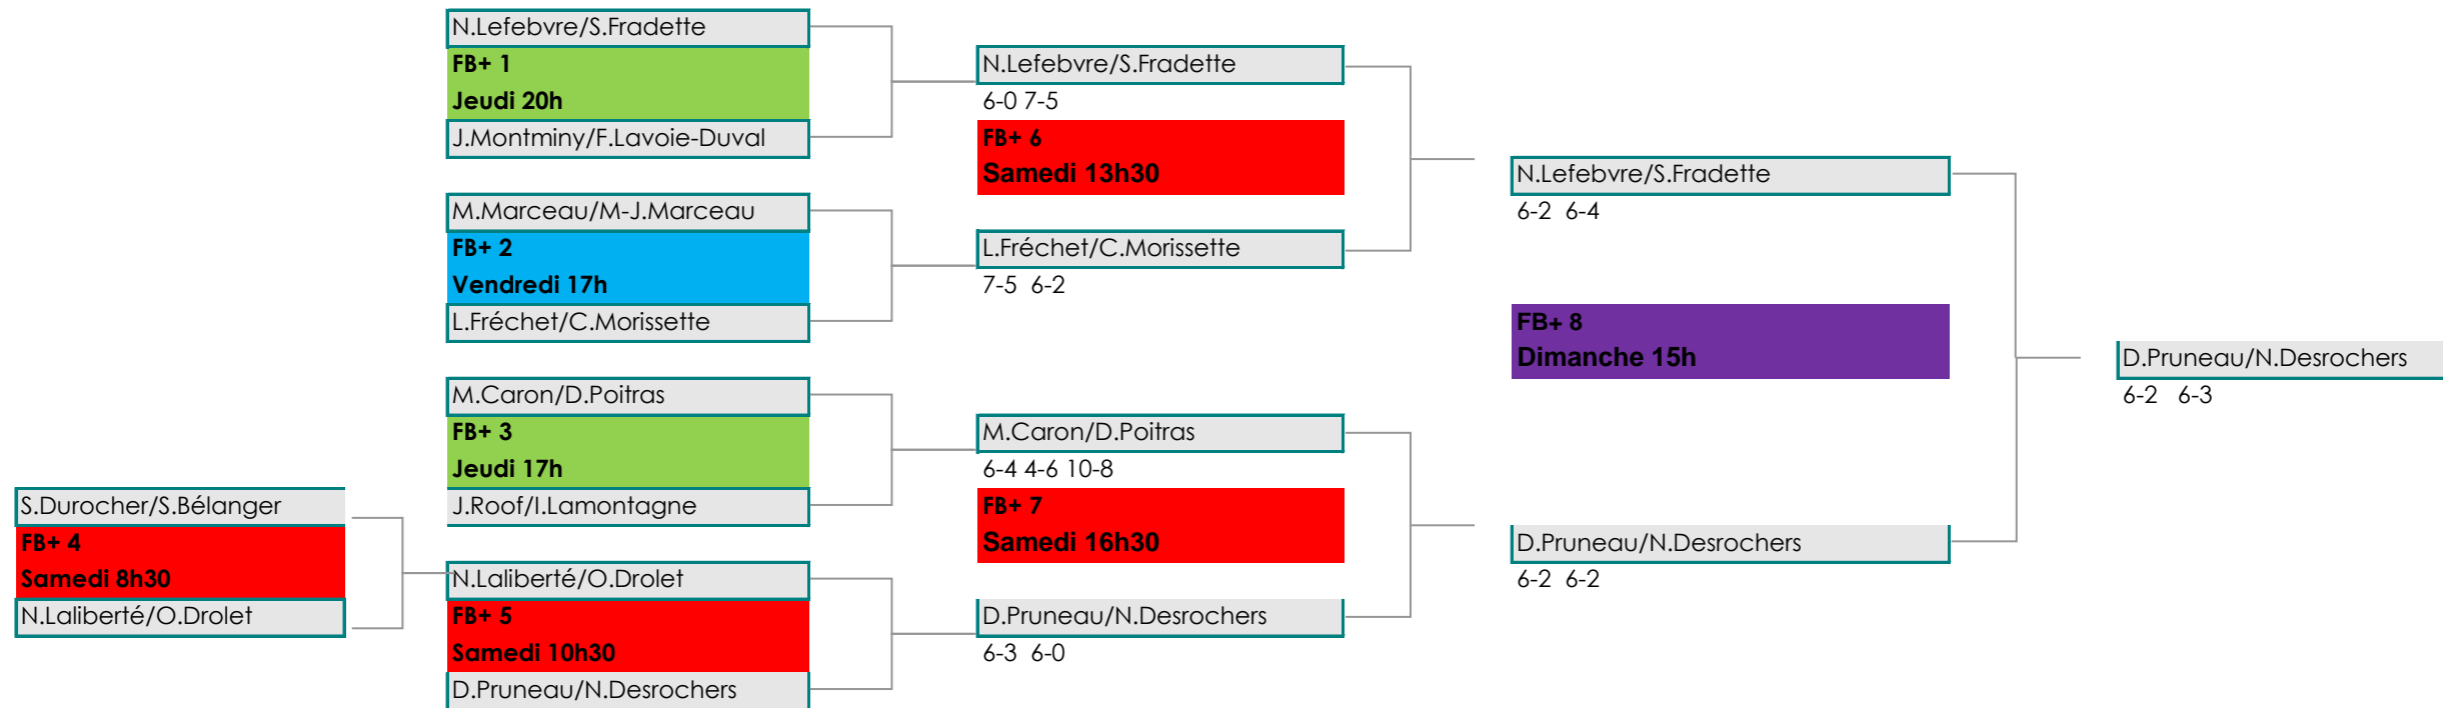 S.Durocher/S.Bélanger
FB+ 4
Samedi 8h30
N.Laliberté/O.Drolet
N.Lefebvre/S.Fradette
FB+ 1
Jeudi 20h
J.Montminy/F.Lavoie-Duval
M.Marceau/M-J.Marceau
FB+ 2
Vendredi 17h
L.Fréchet/C.Morissette
M.Caron/D.Poitras
FB+ 3
Jeudi 17h
J.Roof/I.Lamontagne
N.Laliberté/O.Drolet
FB+ 5
Samedi 10h30
D.Pruneau/N.Desrochers
N.Lefebvre/S.Fradette
6-0 7-5
FB+ 6
Samedi 13h30
L.Fréchet/C.Morissette
7-5 6-2
M.Caron/D.Poitras
6-4 4-6 10-8
FB+ 7
Samedi 16h30
D.Pruneau/N.Desrochers
6-3 6-0
N.Lefebvre/S.Fradette
6-2 6-4
FB+ 8
Dimanche 15h
D.Pruneau/N.Desrochers
6-2 6-2
D.Pruneau/N.Desrochers
6-2 6-3